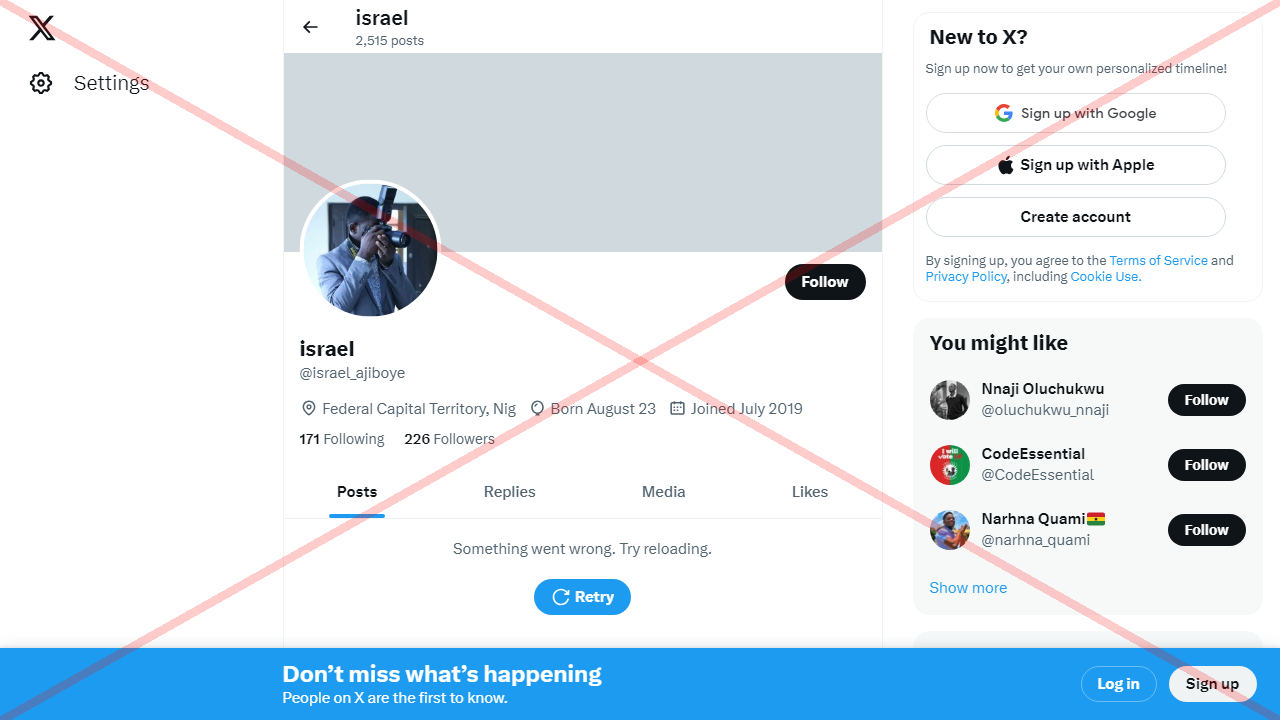 Settings
israel
2,515 posts
Follow
israel
@israel_ajiboye
Federal Capital Territory, Nig Born August 23 Joined July 2019
171 Following 226 Followers
Posts Replies Media Likes
Something went wrong. Try reloading.
Retry
New to X?
Sign up now to get your own personalized timeline!
Sign up with Google
Sign up with Apple
Create account
By signing up, you agree to the Terms of Service and
Privacy Policy, including Cookie Use.
You might like
Nnaji Oluchukwu
@oluchukwu_nnaji
Follow
I will
vote
CodeEssential
@CodeEssential
Follow
Narhna Quami🇬🇭
@narhna_quami
Follow
Show more
Don’t miss what’s happening
People on X are the first to know.
Log in
Sign up